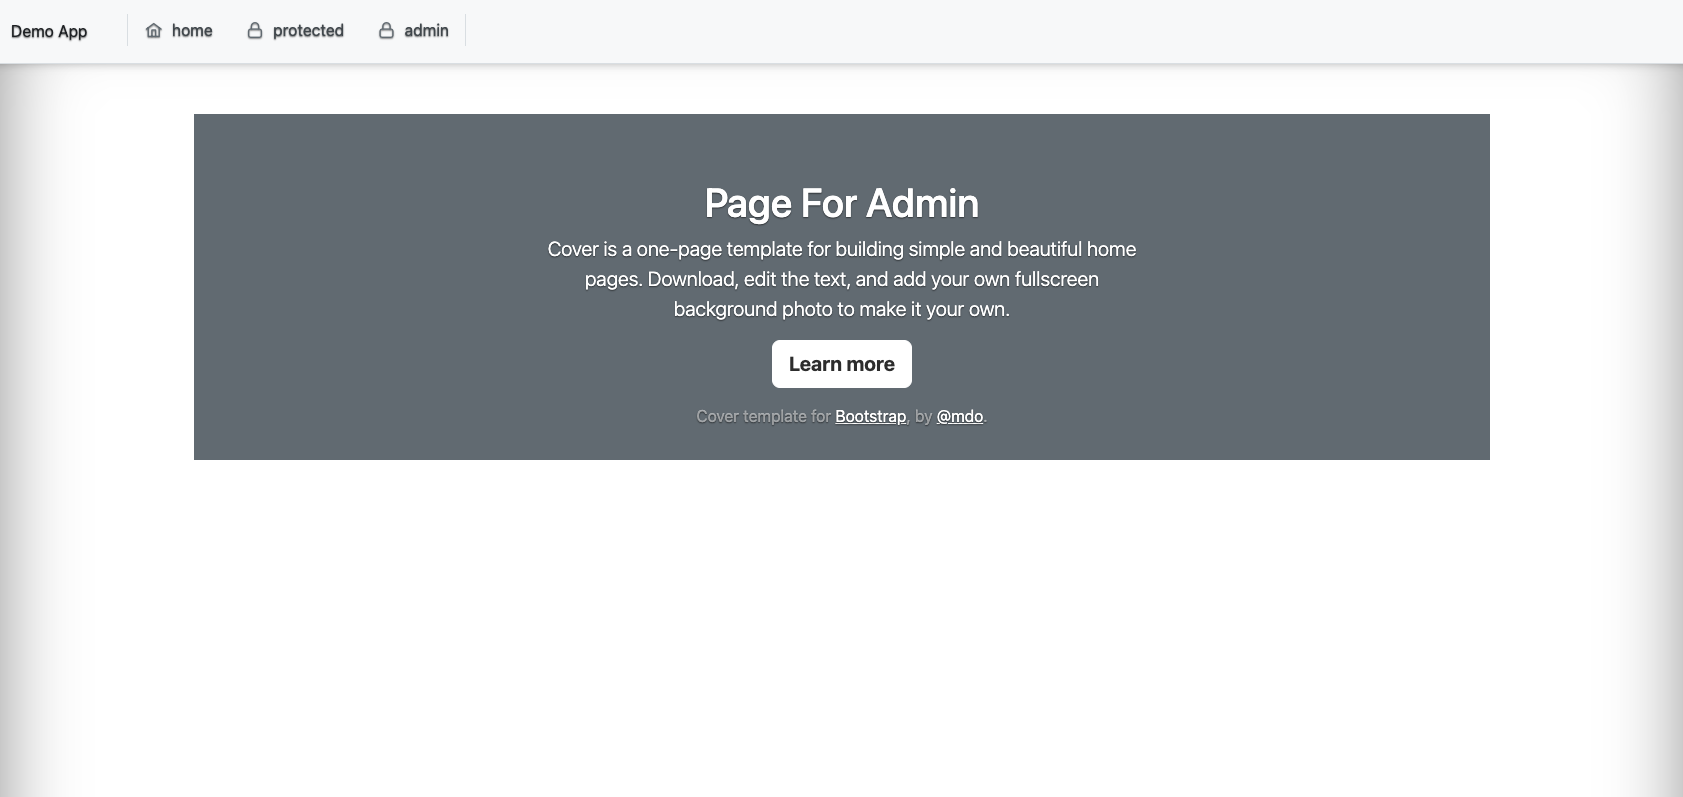 Demo App home protected admin
Page For Admin
Cover is a one-page template for building simple and beautiful home
pages. Download, edit the text, and add your own fullscreen
background photo to make it your own.
Learn more
Cover template for Bootstrap, by @mdo.